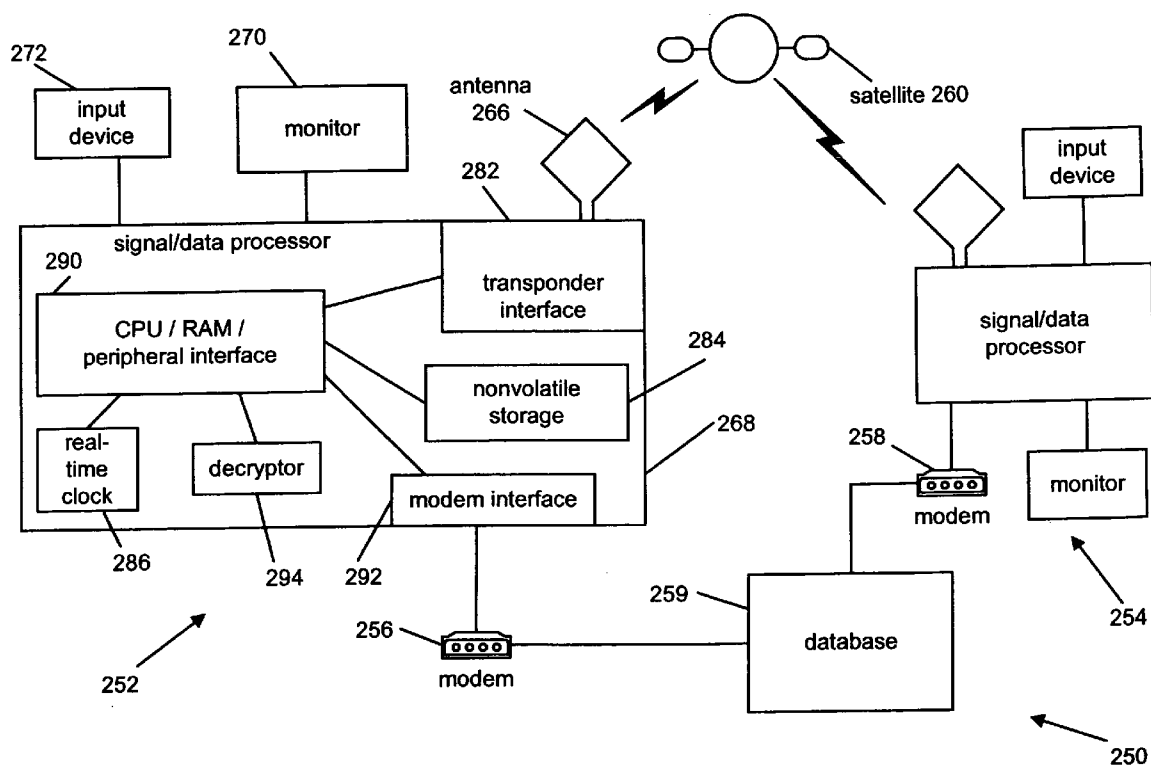 272
270
input
device
monitor
antenna
266
satellite 260
282
input
device
signal/data processor
290
transponder
interface
CPU / RAM /
peripheral interface
signal/data
processor
284
nonvolatile
storage
268
258
real-
time
clock
decryptor
modem interface
modem
monitor
286
294
292
259
254
256
database
252
modem
250